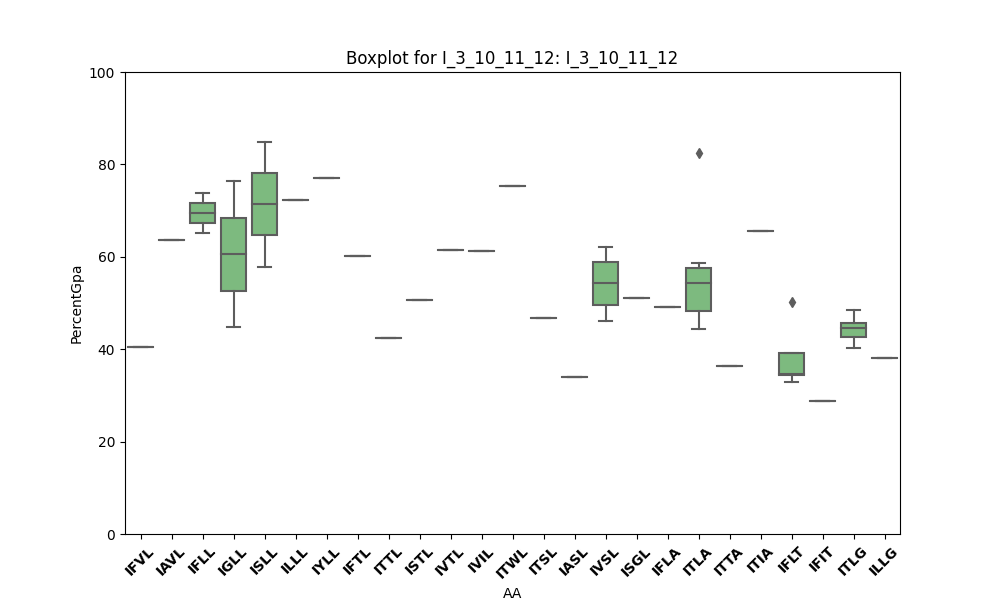 Boxplot for I_3_10_11_12: I_3_10_11_12
100
80
60
40
20
0
PercentGpa
IFVL IAVL IFLL IGLL ISLL ILLL IYLL IFTL ITTL ISTL IVTL IVIL ITWL ITSL IASL IVSL ISGL IFLA ITLA ITTA ITIA IFLT IFIT ITLG ILLG
AA